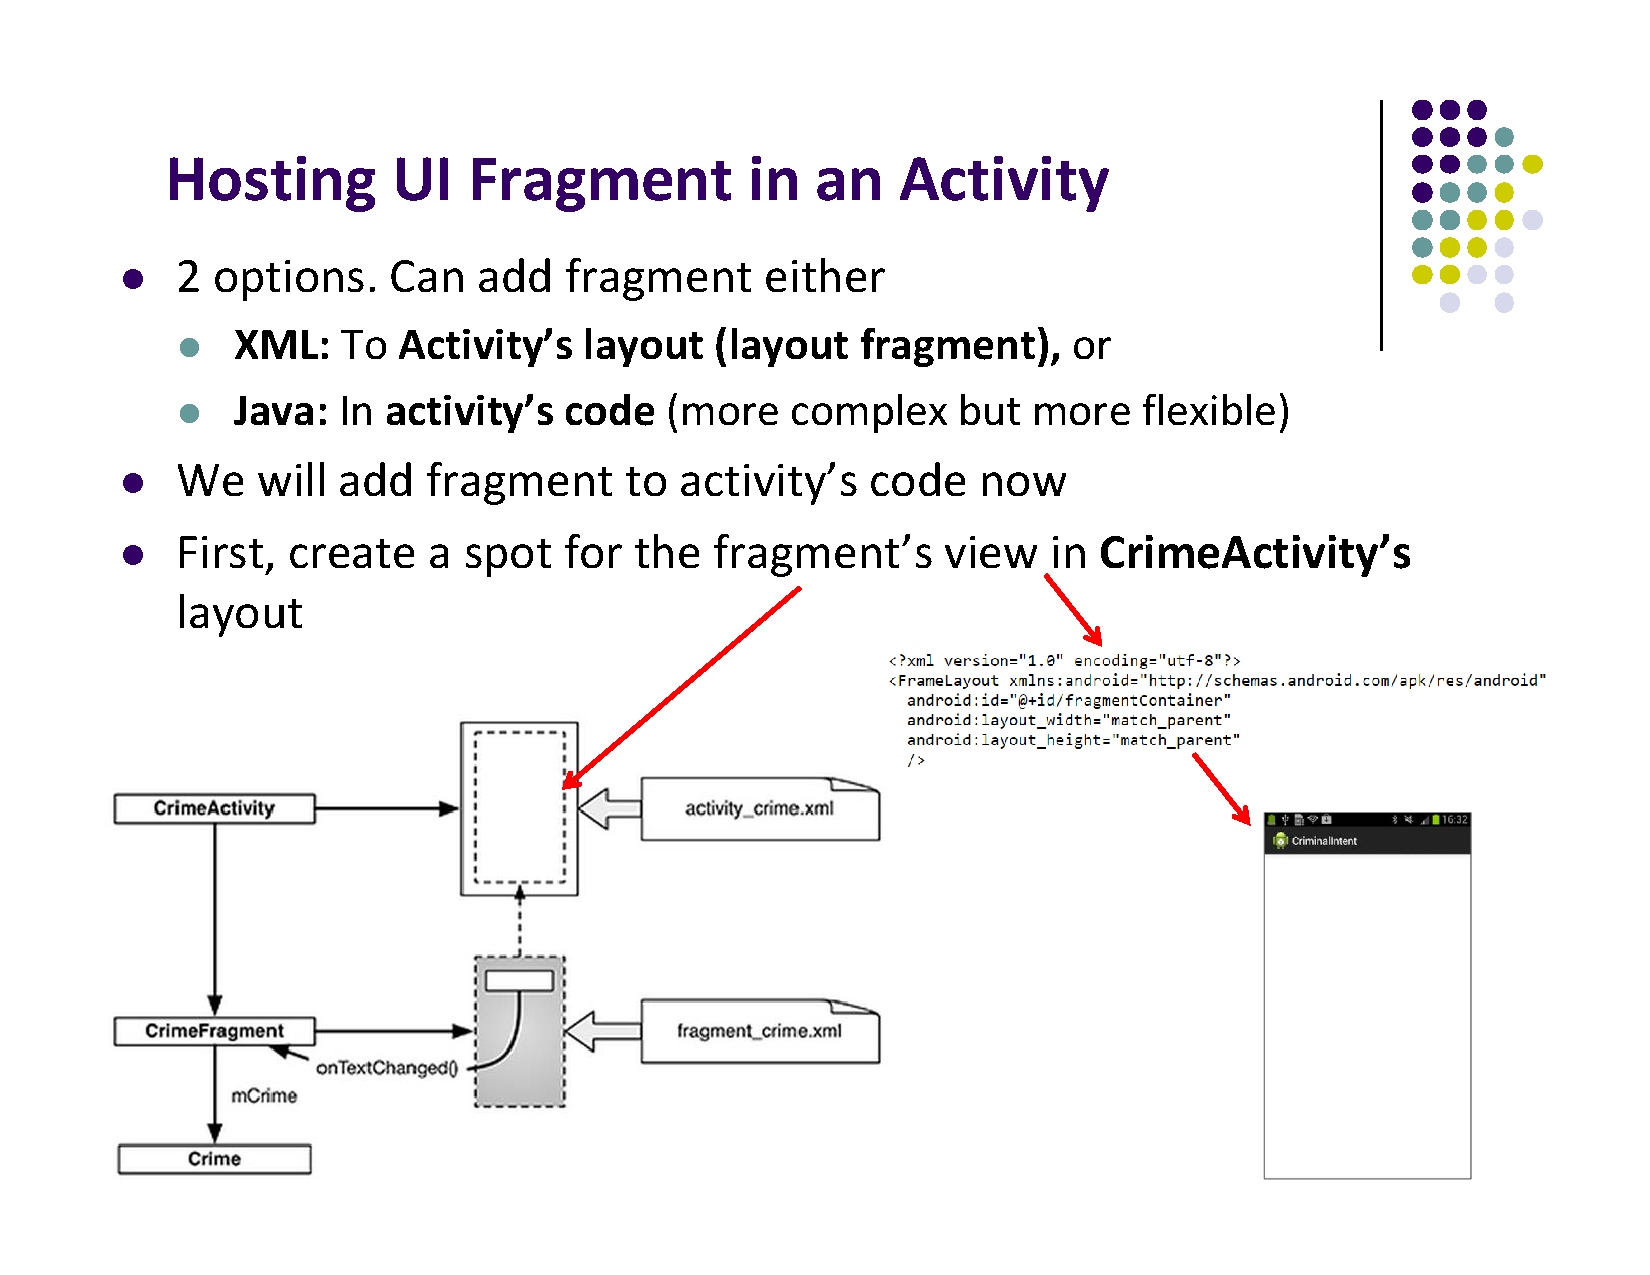 Hosting UI Fragment in an Activity
2 options. Can add fragment either
XML: To Activity’s layout (layout fragment), or
Java: In activity’s code (more complex but more flexible)
We will add fragment to activity’s code now
First, create a spot for the fragment’s view in CrimeActivity’s
layout
<?xml version="1.0" encoding="utf-8"?>
<FrameLayout xmlns:android="http://schemas.android.com/apk/res/android"
android:id="@+id/fragmentContainer"
android:layout_width="match_parent"
android:layout_height="match_parent"
/>
CrimeActivity
activity_crime.xml
16:32
CriminalIntent
CrimeFragment
fragment_crime.xml
onTextChanged()
mCrime
Crime